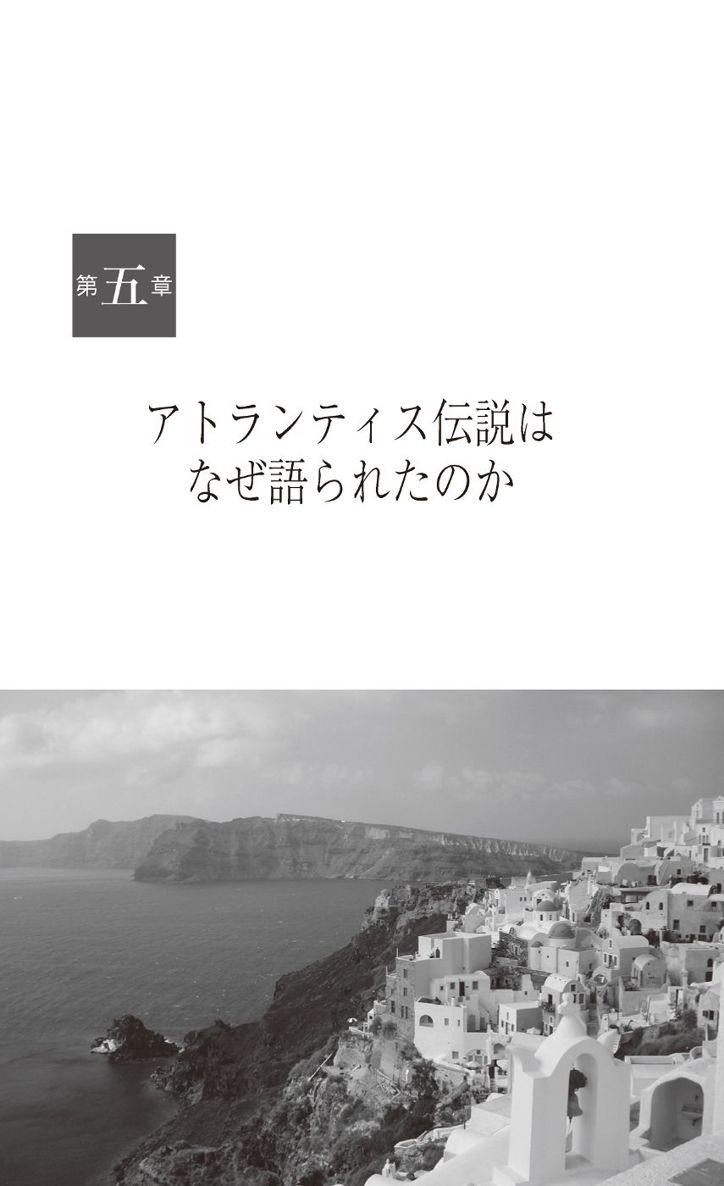 第五章
アトランティス伝説は
なぜ語られたのか